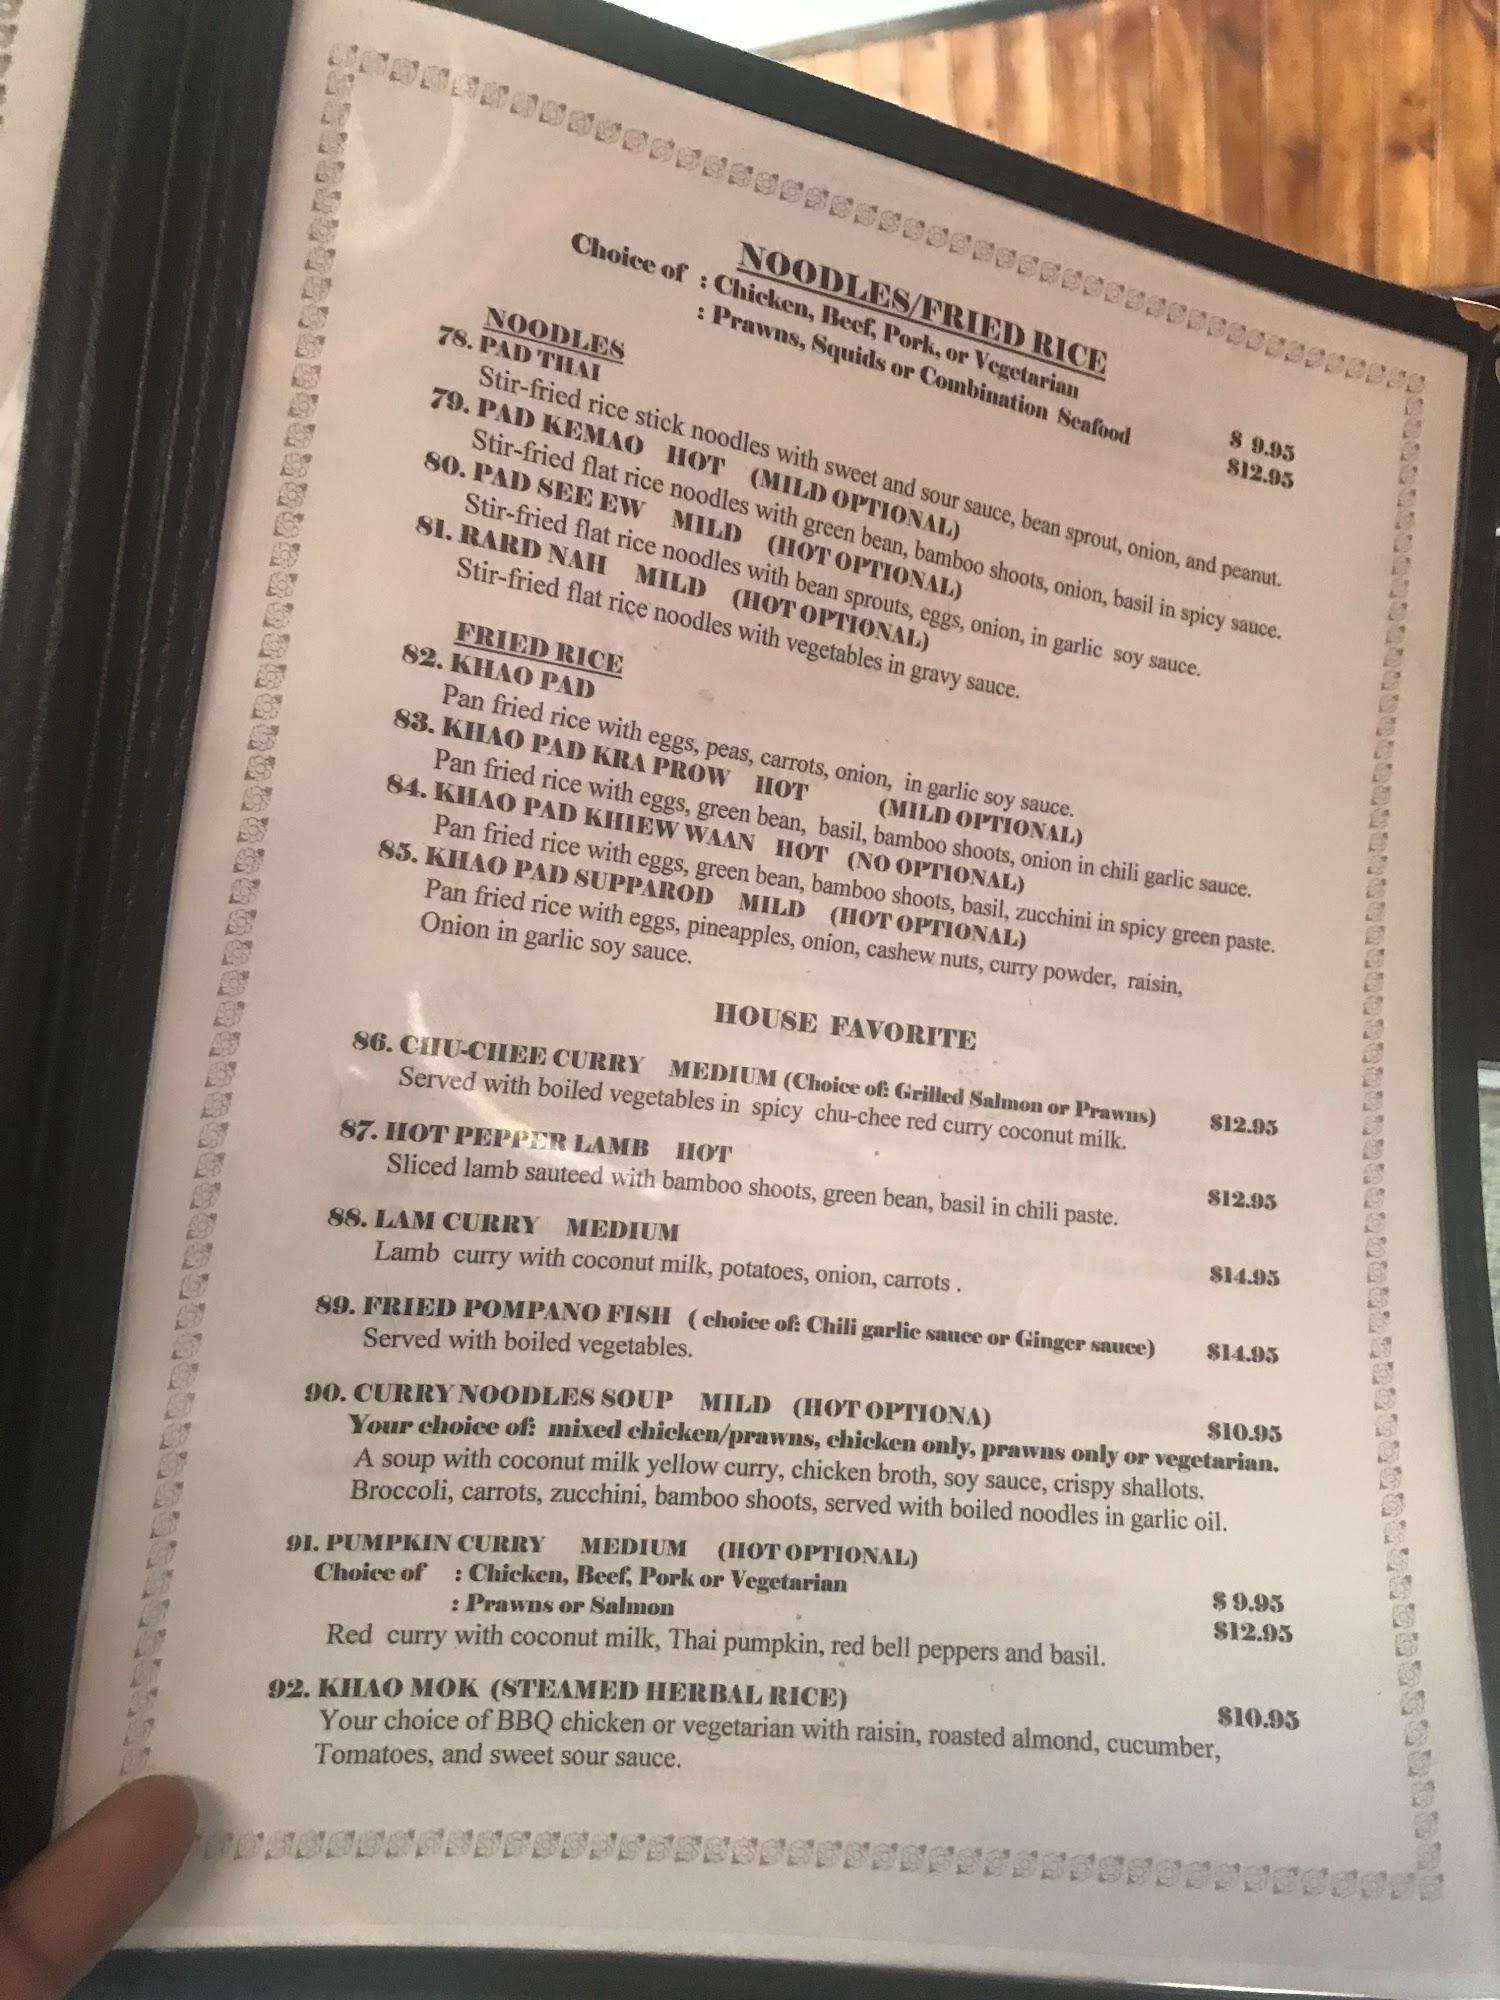 NOODLES/FRIED RICE
Choice of : Chicken, Beef, Pork, or Vegetarian $ 9.95
: Prawns, Squids or Combination Seafood $12.95
NOODLES
78. PAD THAI
Stir-fried rice stick noodles with sweet and sour sauce, bean sprout, onion, and peanut.
79. PAD KEMAO HOT (MILD OPTIONAL)
Stir-fried flat rice noodles with green bean, bamboo shoots, onion, basil in spicy sauce.
80. PAD SEE EW MILD (HOT OPTIONAL)
Stir-fried flat rice noodles with bean sprouts, eggs, onion, in garlic soy sauce.
81. RARD NAH MILD (HOT OPTIONAL)
Stir-fried flat rice noodles with vegetables in gravy sauce.
FRIED RICE
82. KHAO PAD
Pan fried rice with eggs, peas, carrots, onion, in garlic soy sauce.
83. KHAO PAD KRA PROW HOT (MILD OPTIONAL)
Pan fried rice with eggs, green bean, basil, bamboo shoots, onion in chili garlic sauce.
84. KHAO PAD KHIEW WAAN HOT (NO OPTIONAL)
Pan fried rice with eggs, green bean, bamboo shoots, basil, zucchini in spicy green paste.
85. KHAO PAD SUPPAROD MILD (HOT OPTIONAL)
Pan fried rice with eggs, pineapples, onion, cashew nuts, curry powder, raisin,
Onion in garlic soy sauce.
HOUSE FAVORITE
86. CHU-CHEE CURRY MEDIUM (Choice of: Grilled Salmon or Prawns) $12.95
Served with boiled vegetables in spicy chu-chee red curry coconut milk.
87. HOT PEPPER LAMB HOT $12.95
Sliced lamb sauteed with bamboo shoots, green bean, basil in chili paste.
88. LAM CURRY MEDIUM $14.95
Lamb curry with coconut milk, potatoes, onion, carrots .
89. FRIED POMPANO FISH ( choice of: Chili garlic sauce or Ginger sauce) $14.95
Served with boiled vegetables.
90. CURRY NOODLES SOUP MILD (HOT OPTIONA) $10.95
Your choice of: mixed chicken/prawns, chicken only, prawns only or vegetarian.
A soup with coconut milk yellow curry, chicken broth, soy sauce, crispy shallots.
Broccoli, carrots, zucchini, bamboo shoots, served with boiled noodles in garlic oil.
91. PUMPKIN CURRY MEDIUM (HOT OPTIONAL)
Choice of : Chicken, Beef, Pork or Vegetarian $ 9.95
: Prawns or Salmon $12.95
Red curry with coconut milk, Thai pumpkin, red bell peppers and basil.
92. KHAO MOK (STEAMED HERBAL RICE) $10.95
Your choice of BBQ chicken or vegetarian with raisin, roasted almond, cucumber,
Tomatoes, and sweet sour sauce.